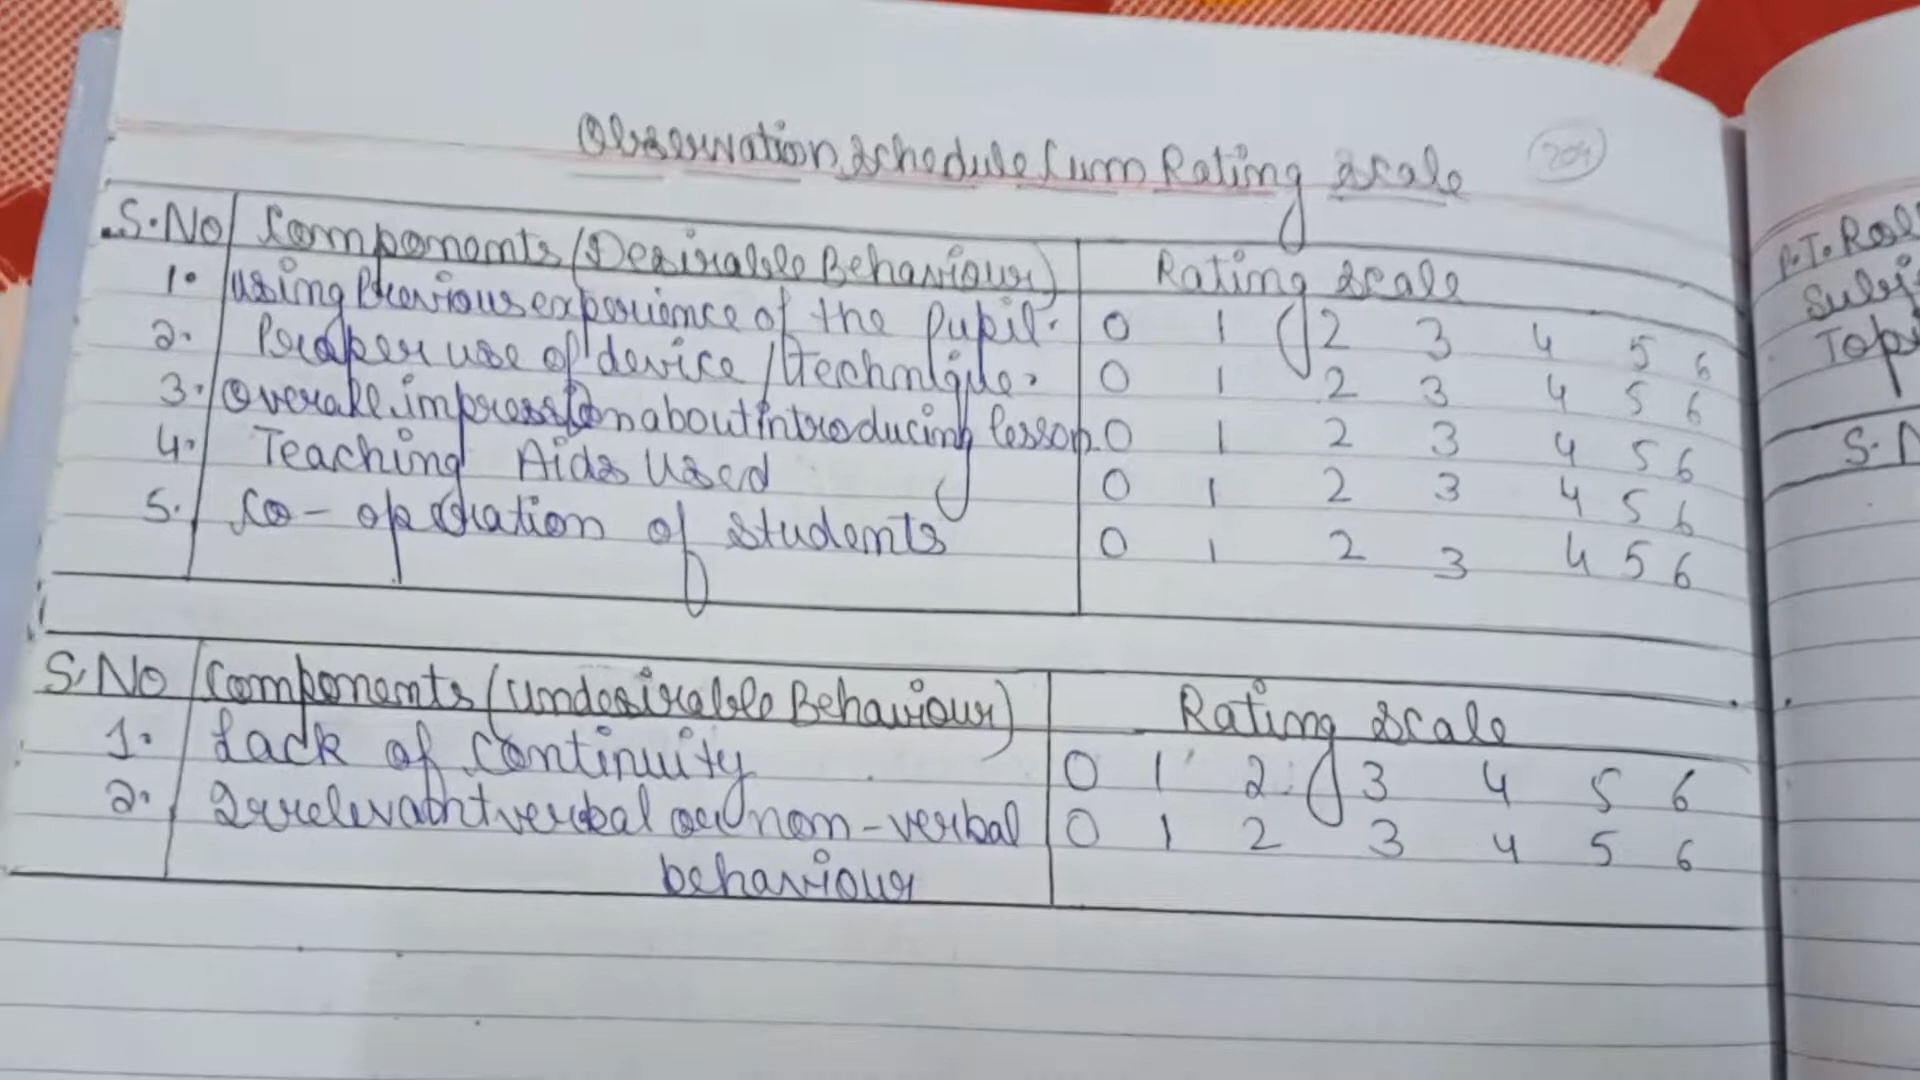 Observation Schedule Cum Rating Scale
204
S.No Components (Desirable Behaviour) Rating Scale
1. using Previous experience of the Pupil. 0 1 2 3 4 5 6
2. Proper use of device / technique. 0 1 2 3 4 5 6
3. Overall impression about introducing lesson. 0 1 2 3 4 5 6
4. Teaching Aids Used 0 1 2 3 4 5 6
5. Co-operation of students 0 1 2 3 4 5 6
S.No Components (Undesirable Behaviour) Rating Scale
1. Lack of Continuity 0 1 2 3 4 5 6
2. Irrelevant verbal or non-verbal 0 1 2 3 4 5 6
behaviour
P.T. Rol
Subj
Top
S. N